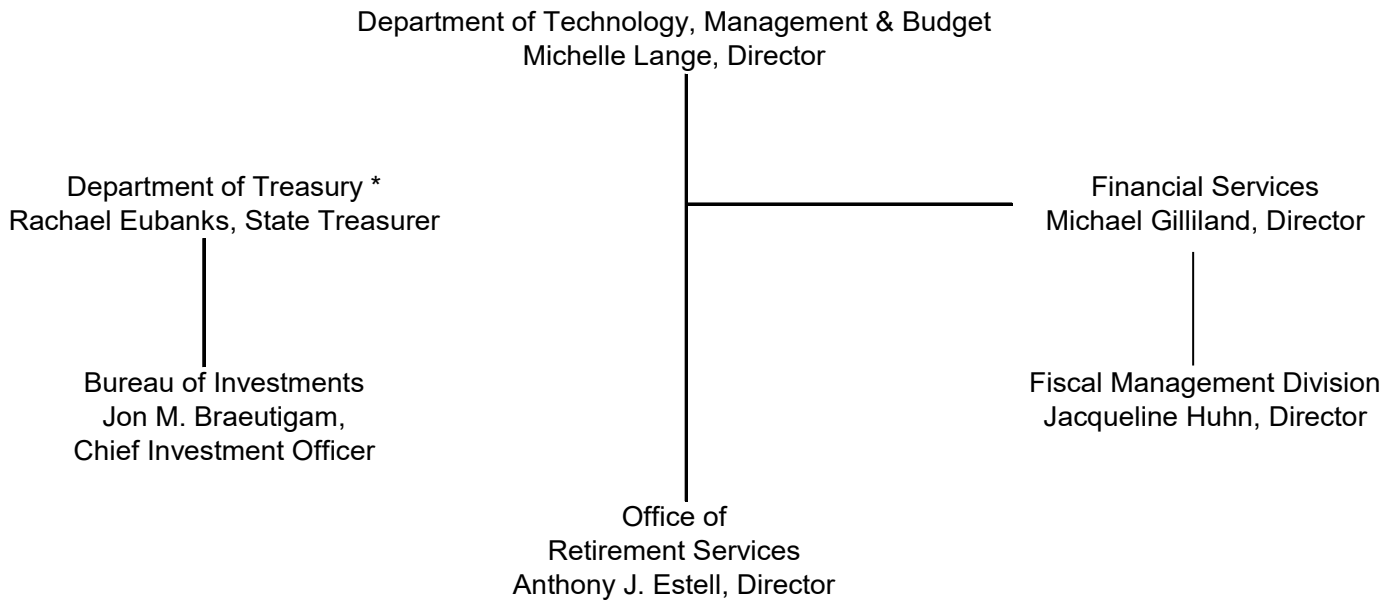 Department of Technology, Management & Budget
Michelle Lange, Director
Department of Treasury *
Rachael Eubanks, State Treasurer
Financial Services
Michael Gilliland, Director
Bureau of Investments
Jon M. Braeutigam,
Chief Investment Officer
Fiscal Management Division
Jacqueline Huhn, Director
Office of
Retirement Services
Anthony J. Estell, Director